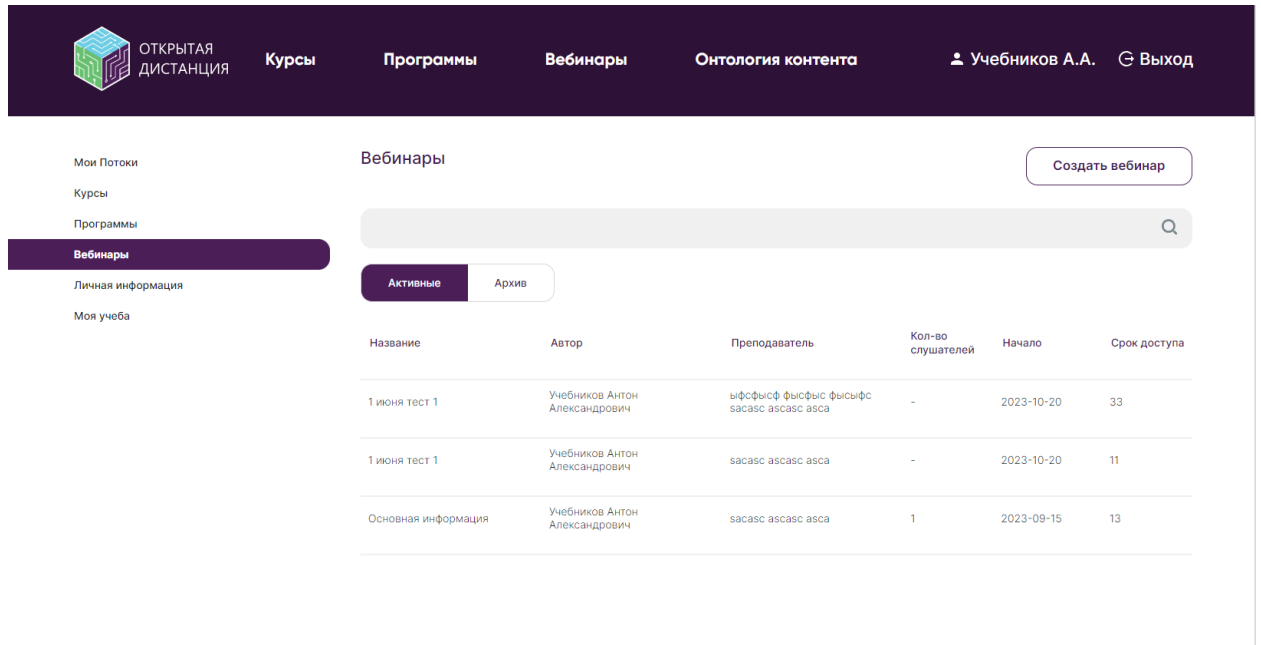 ОТКРЫТАЯ
ДИСТАНЦИЯ
Курсы Программы Вебинары Онтология контента Учебников А.А. Выход
Мои Потоки
Курсы
Программы
Вебинары
Личная информация
Моя учеба
Вебинары
Создать вебинар
Активные Архив
Название Автор Преподаватель Кол-во слушателей Начало Срок доступа
1 июня тест 1 Учебников Антон Александрович ыфсфысф фысфыс фысыфс sacasc ascasc asca - 2023-10-20 33
1 июня тест 1 Учебников Антон Александрович sacasc ascasc asca - 2023-10-20 11
Основная информация Учебников Антон Александрович sacasc ascasc asca 1 2023-09-15 13